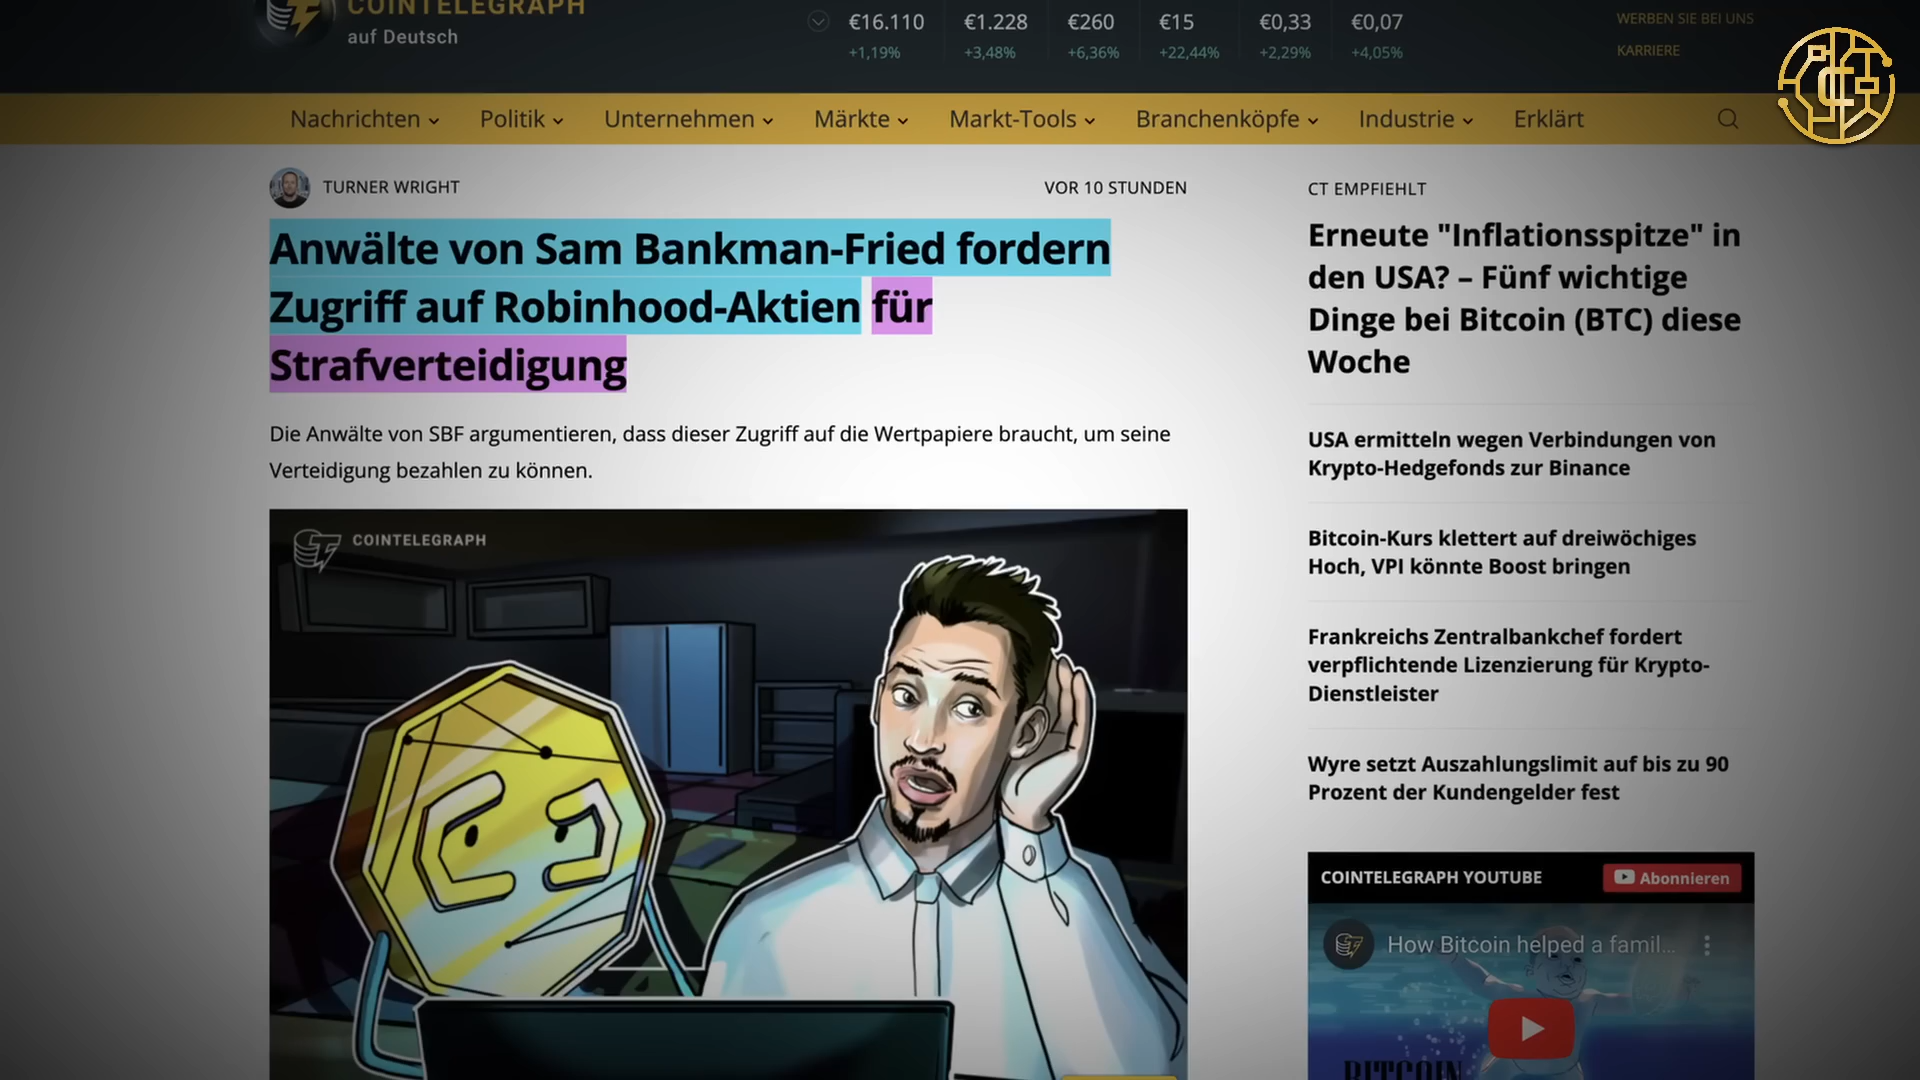 COINTELEGRAPH
auf Deutsch
€16.110 €1.228 €260 €15 €0,33 €0,07
+1,19% +3,48% +6,36% +22,44% +2,29% +4,05%
WERBEN SIE BEI UNS
KARRIERE
Nachrichten Politik Unternehmen Märkte Markt-Tools Branchenköpfe Industrie Erklärt
TURNER WRIGHT
VOR 10 STUNDEN
Anwälte von Sam Bankman-Fried fordern
Zugriff auf Robinhood-Aktien für
Strafverteidigung
Die Anwälte von SBF argumentieren, dass dieser Zugriff auf die Wertpapiere braucht, um seine
Verteidigung bezahlen zu können.
COINTELEGRAPH
CT EMPFIEHLT
Erneute "Inflationsspitze" in
den USA? – Fünf wichtige
Dinge bei Bitcoin (BTC) diese
Woche
USA ermitteln wegen Verbindungen von
Krypto-Hedgefonds zur Binance
Bitcoin-Kurs klettert auf dreiwöchiges
Hoch, VPI könnte Boost bringen
Frankreichs Zentralbankchef fordert
verpflichtende Lizenzierung für Krypto-
Dienstleister
Wyre setzt Auszahlungslimit auf bis zu 90
Prozent der Kundengelder fest
COINTELEGRAPH YOUTUBE
Abonnieren
How Bitcoin helped a famil...
BITCOIN